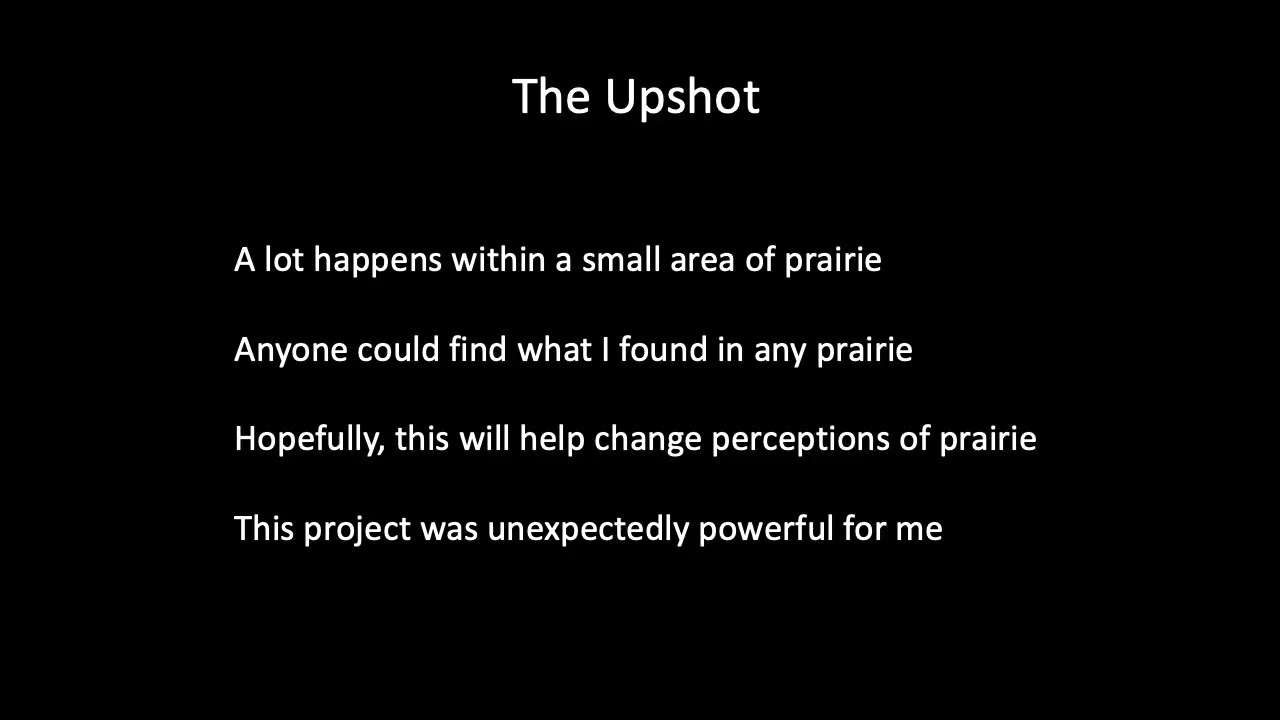 The Upshot
A lot happens within a small area of prairie
Anyone could find what I found in any prairie
Hopefully, this will help change perceptions of prairie
This project was unexpectedly powerful for me